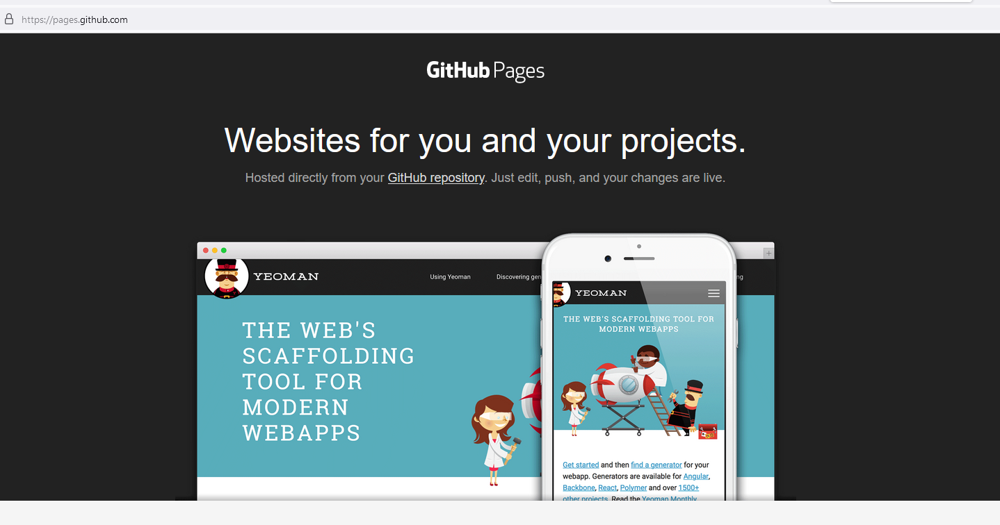 https://pages.github.com
GitHub Pages
Websites for you and your projects.
Hosted directly from your GitHub repository. Just edit, push, and your changes are live.
YEOMAN
Using Yeoman
Discovering gen
ng
THE WEB'S
SCAFFOLDING
TOOL FOR
MODERN
WEBAPPS
YEOMAN
THE WEB'S SCAFFOLDING TOOL FOR
MODERN WEBAPPS
Get started and then find a generator for your
webapp. Generators are available for Angular,
Backbone, React, Polymer and over 1500+
other projects. Read the Yeoman Monthly